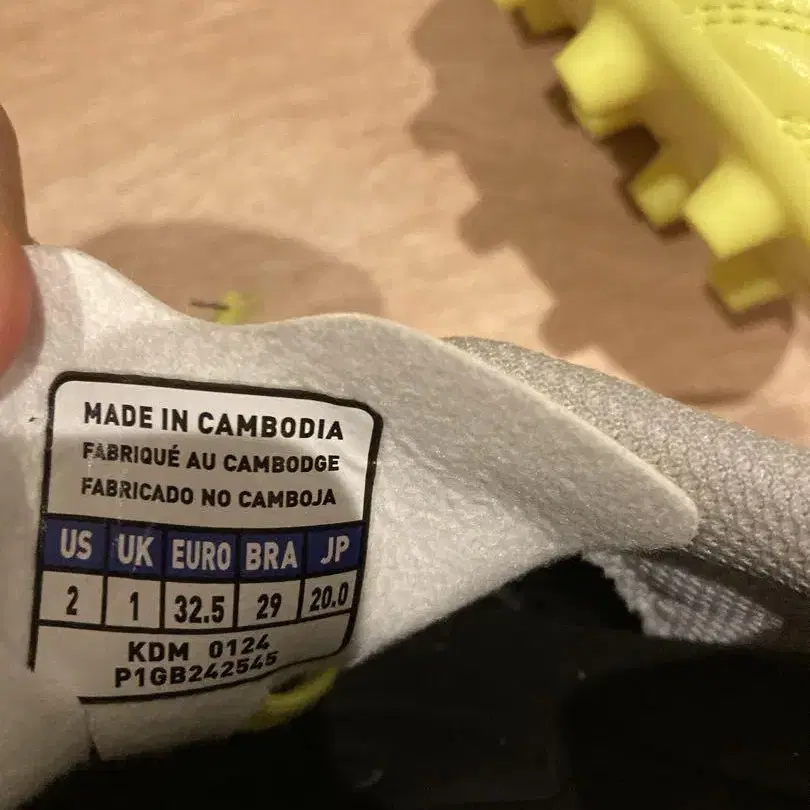 MADE IN CAMBODIA
FABRIQUÉ AU CAMBODGE
FABRICADO NO CAMBOJA
US UK EURO BRA JP
2 1 32.5 29 20.0
KDM 0124
P1GB242545